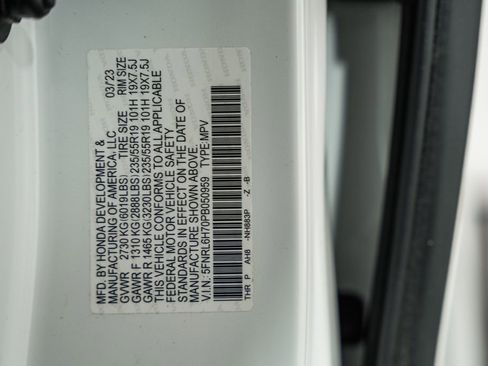 MFD. BY HONDA DEVELOPMENT & 03/23
MANUFACTURING OF AMERICA, LLC
GVWR 2730 KG(6019LBS) TIRE SIZE RIM SIZE
GAWR F 1310 KG(2888LBS)235/55R19 101H 19X7.5J
GAWR R 1465 KG(3230LBS)235/55R19 101H 19X7.5J
THIS VEHICLE CONFORMS TO ALL APPLICABLE
FEDERAL MOTOR VEHICLE SAFETY
STANDARDS IN EFFECT ON THE DATE OF
MANUFACTURE SHOWN ABOVE.
V.I.N.: 5FNRL6H70PB050959 TYPE:MPV
THR P AH8 -NH883P -Z -B